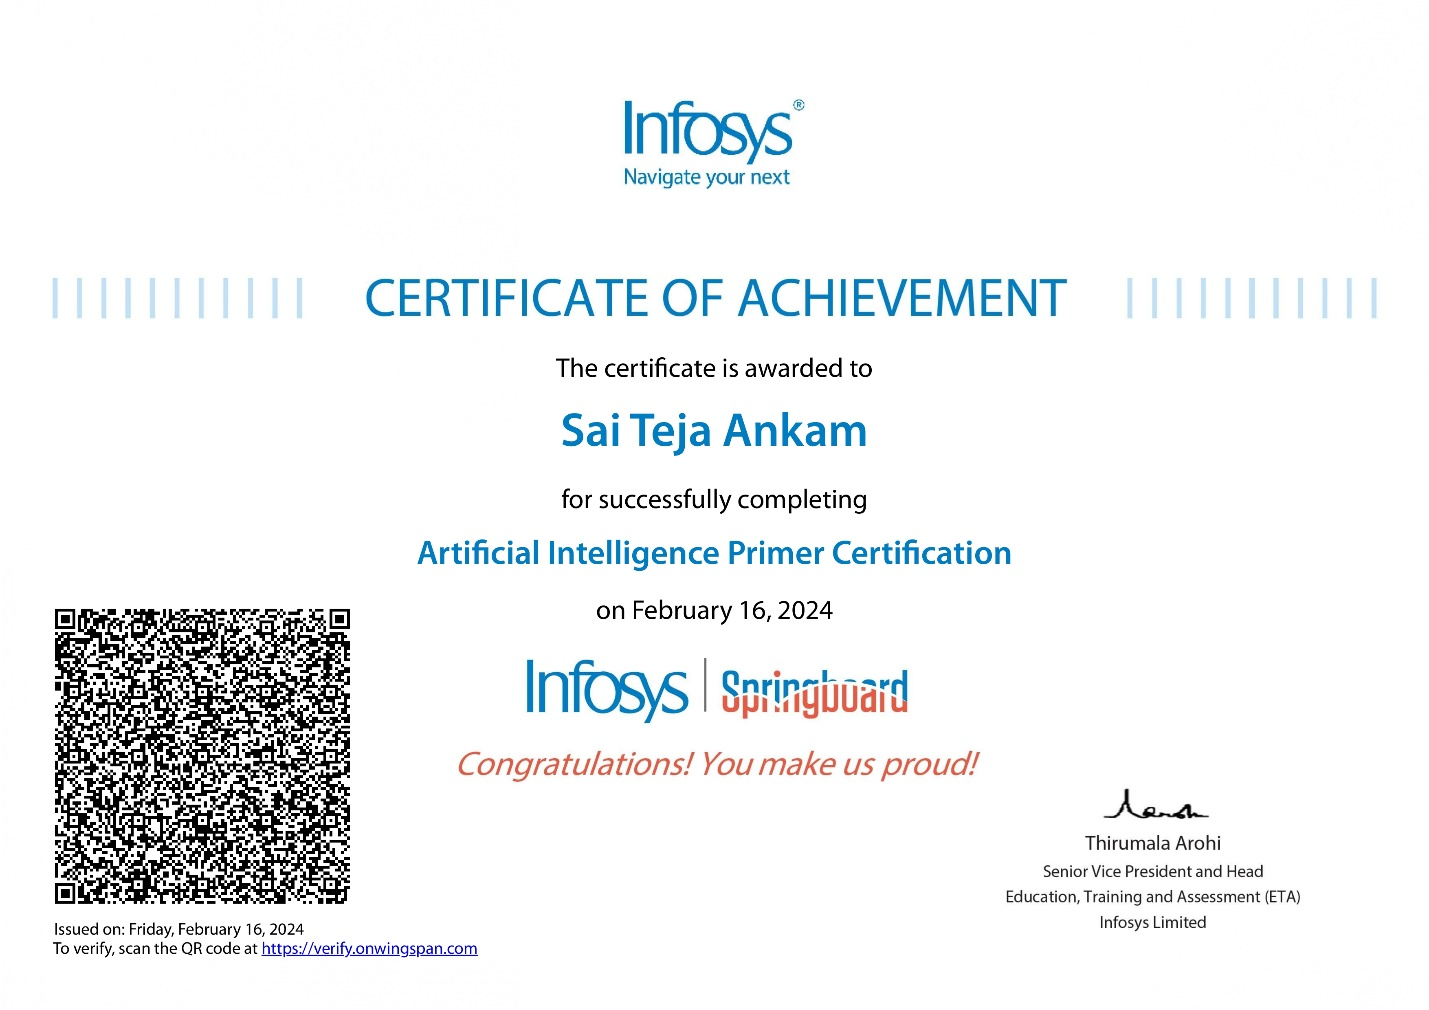 Infosys®
Navigate your next
CERTIFICATE OF ACHIEVEMENT
The certificate is awarded to
Sai Teja Ankam
for successfully completing
Artificial Intelligence Primer Certification
on February 16, 2024
Infosys | Springboard
Congratulations! You make us proud!
Thirumala Arohi
Senior Vice President and Head
Education, Training and Assessment (ETA)
Infosys Limited
Issued on: Friday, February 16, 2024
To verify, scan the QR code at https://verify.onwingspan.com